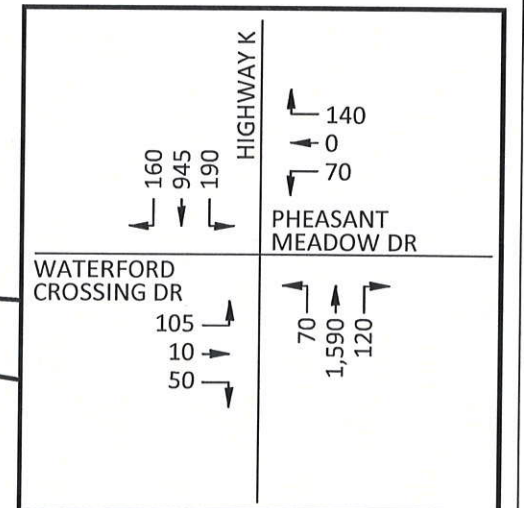 HIGHWAY K
140
0
70
160
945
190
PHEASANT
MEADOW DR
WATERFORD
CROSSING DR
105
10
50
70
1,590
120